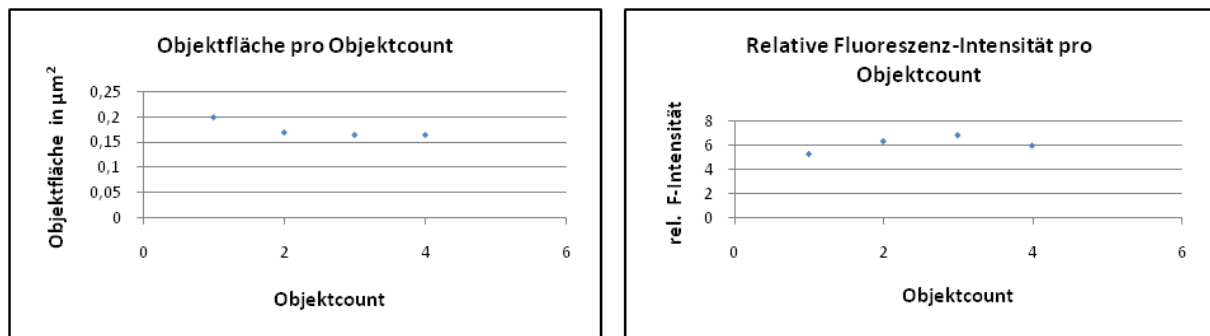 Objektfläche pro Objektcount
Objektfläche in µm²
0,25
0,2
0,15
0,1
0,05
0
0 2 4 6
Objektcount
Relative Fluoreszenz-Intensität pro
Objektcount
rel. F-Intensität
8
6
4
2
0
0 2 4 6
Objektcount